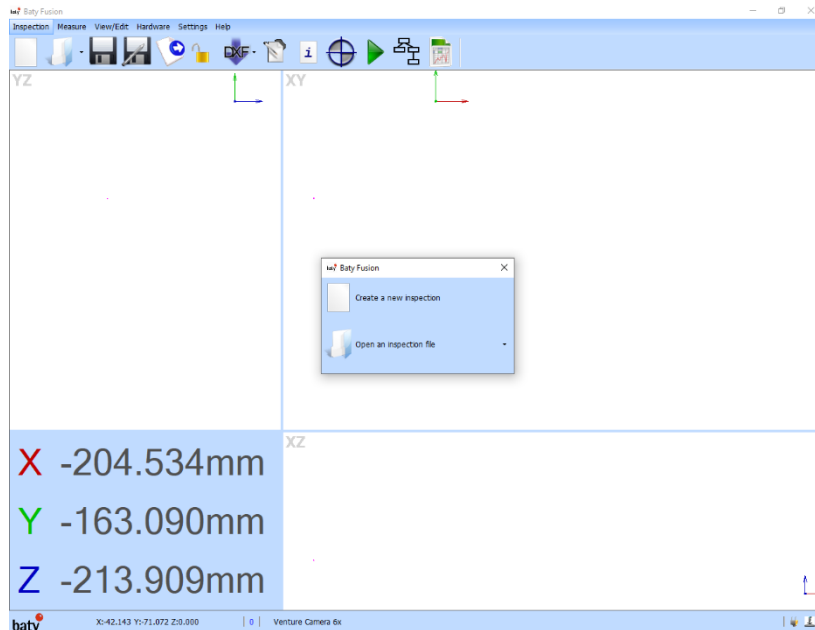 baty Baty Fusion
Inspection Measure View/Edit Hardware Settings Help
DXF
i
YZ
XY
baty Baty Fusion
Create a new inspection
Open an inspection file
X -204.534mm
Y -163.090mm
Z -213.909mm
XZ
baty X:-42.143 Y:-71.072 Z:0.000 0 Venture Camera 6x